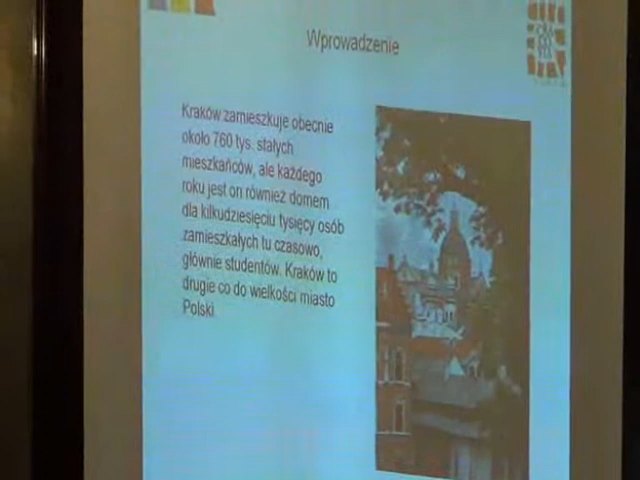 Wprowadzenie
Kraków zamieszkuje obecnie
około 760 tys. stałych
mieszkańców, ale każdego
roku jest on również domem
dla kilkudziesięciu tysięcy osób
zamieszkałych tu czasowo,
głównie studentów. Kraków to
drugie co do wielkości miasto
Polski